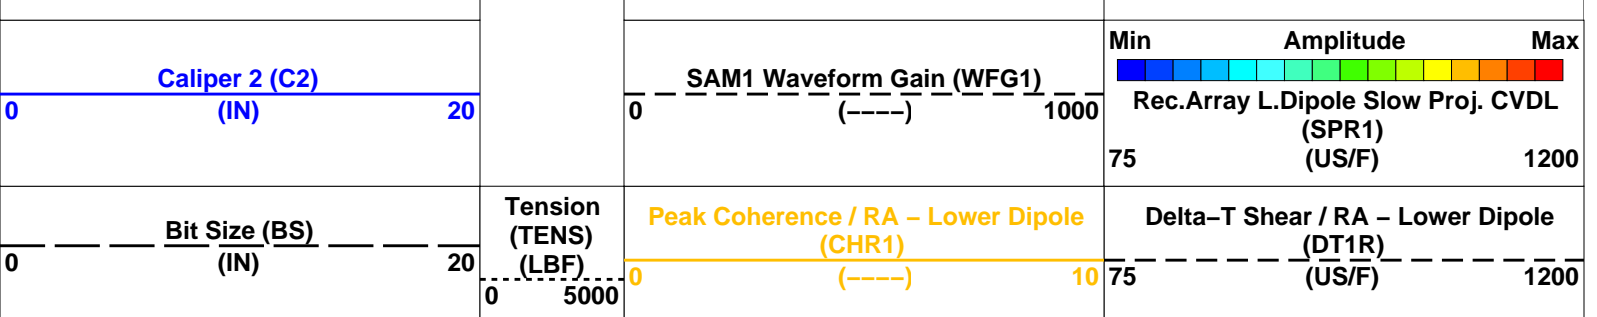 Caliper 2 (C2)
0 (IN) 20
SAM1 Waveform Gain (WFG1)
0 (−−−−) 1000
Min Amplitude Max
Rec.Array L.Dipole Slow Proj. CVDL
(SPR1)
75 (US/F) 1200
Bit Size (BS)
0 (IN) 20
Tension
(TENS)
(LBF)
0 5000
Peak Coherence / RA − Lower Dipole
(CHR1)
0 (−−−−) 10
Delta−T Shear / RA − Lower Dipole
(DT1R)
75 (US/F) 1200